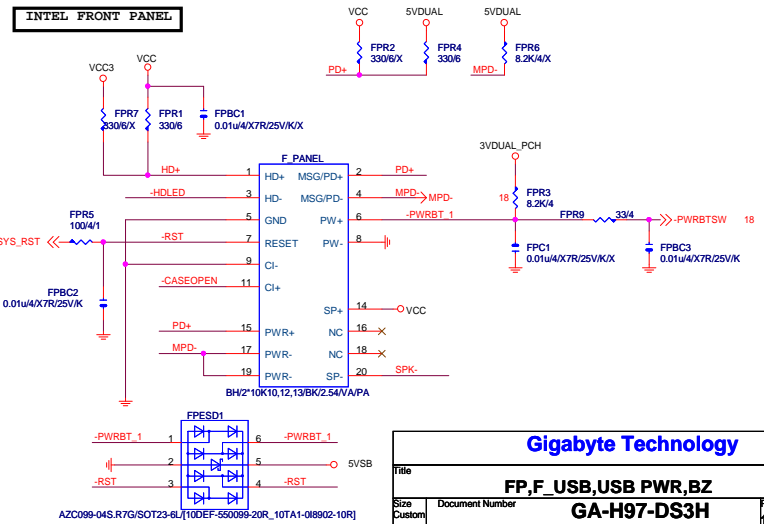 INTEL FRONT PANEL
VCC 5VDUAL 5VDUAL
FPR2 330/6/X
FPR4 330/6
FPR6 8.2K/4/X
PD+ MPD-
VCC3 VCC
FPR7 330/6/X
FPR1 330/6
FPBC1
0.01u/4/X7R/25V/K/X
3VDUAL_PCH
18 FPR3
8.2K/4
FPR9 33/4
-PWRBTSW 18
FPC1
0.01u/4/X7R/25V/K/X
FPBC3
0.01u/4/X7R/25V/K
F_PANEL
HD+ 1 HD+ MSG/PD+ 2 PD+
-HDLED 3 HD- MSG/PD- 4 MPD- MPD-
5 GND PW+ 6 -PWRBT_1
-RST 7 RESET PW- 8
9 CI-
-CASEOPEN 11 CI+
SP+ 14 VCC
PD+ 15 PWR+ NC 16
MPD- 17 PWR- NC 18
19 PWR- SP- 20 SPK-
BH/2*10K10,12,13/BK/2.54/VA/PA
FPR5
100/4/1
SYS_RST
FPBC2
0.01u/4/X7R/25V/K
FPESD1
-PWRBT_1 1 6 -PWRBT_1
2 5 5VSB
-RST 3 4 -RST
AZC099-04S.R7G/SOT23-6L/[10DEF-550099-20R_10TA1-0I8902-10R]
Gigabyte Technology
Title
FP,F_USB,USB PWR,BZ
Size Document Number
Custom GA-H97-DS3H